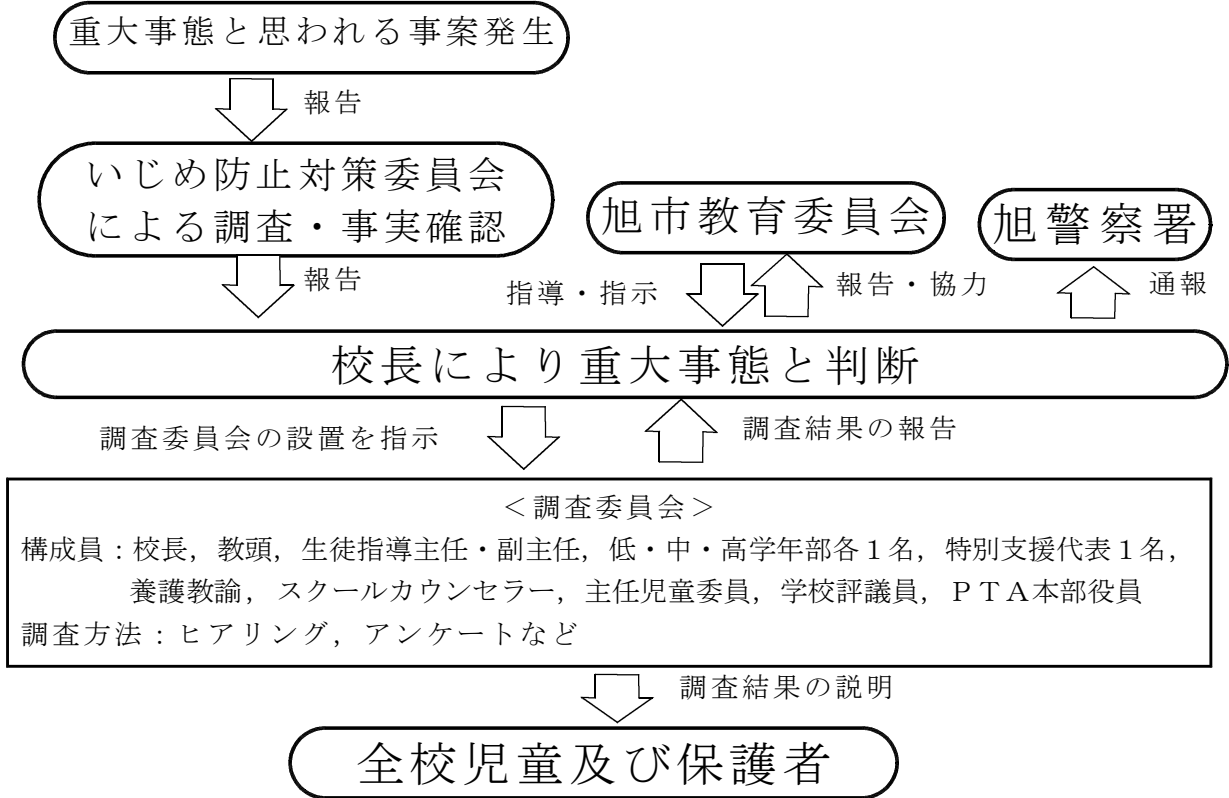 重大事態と思われる事案発生
報告
いじめ防止対策委員会
による調査・事実確認
旭市教育委員会
旭警察署
報告
指導・指示
報告・協力
通報
校長により重大事態と判断
調査委員会の設置を指示
調査結果の報告
＜調査委員会＞
構成員：校長，教頭，生徒指導主任・副主任，低・中・高学年部各１名，特別支援代表１名，
養護教諭，スクールカウンセラー，主任児童委員，学校評議員，ＰＴＡ本部役員
調査方法：ヒアリング，アンケートなど
調査結果の説明
全校児童及び保護者